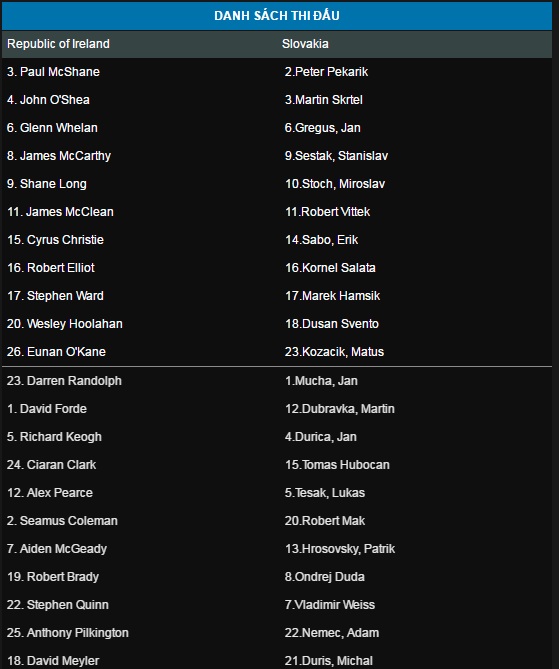 DANH SÁCH THI ĐẤU
Republic of Ireland Slovakia
3. Paul McShane 2.Peter Pekarik
4. John O'Shea 3.Martin Skrtel
6. Glenn Whelan 6.Gregus, Jan
8. James McCarthy 9.Sestak, Stanislav
9. Shane Long 10.Stoch, Miroslav
11. James McClean 11.Robert Vittek
15. Cyrus Christie 14.Sabo, Erik
16. Robert Elliot 16.Kornel Salata
17. Stephen Ward 17.Marek Hamsik
20. Wesley Hoolahan 18.Dusan Svento
26. Eunan O'Kane 23.Kozacik, Matus
23. Darren Randolph 1.Mucha, Jan
1. David Forde 12.Dubravka, Martin
5. Richard Keogh 4.Durica, Jan
24. Ciaran Clark 15.Tomas Hubocan
12. Alex Pearce 5.Tesak, Lukas
2. Seamus Coleman 20.Robert Mak
7. Aiden McGeady 13.Hrosovsky, Patrik
19. Robert Brady 8.Ondrej Duda
22. Stephen Quinn 7.Vladimir Weiss
25. Anthony Pilkington 22.Nemec, Adam
18. David Meyler 21.Duris, Michal